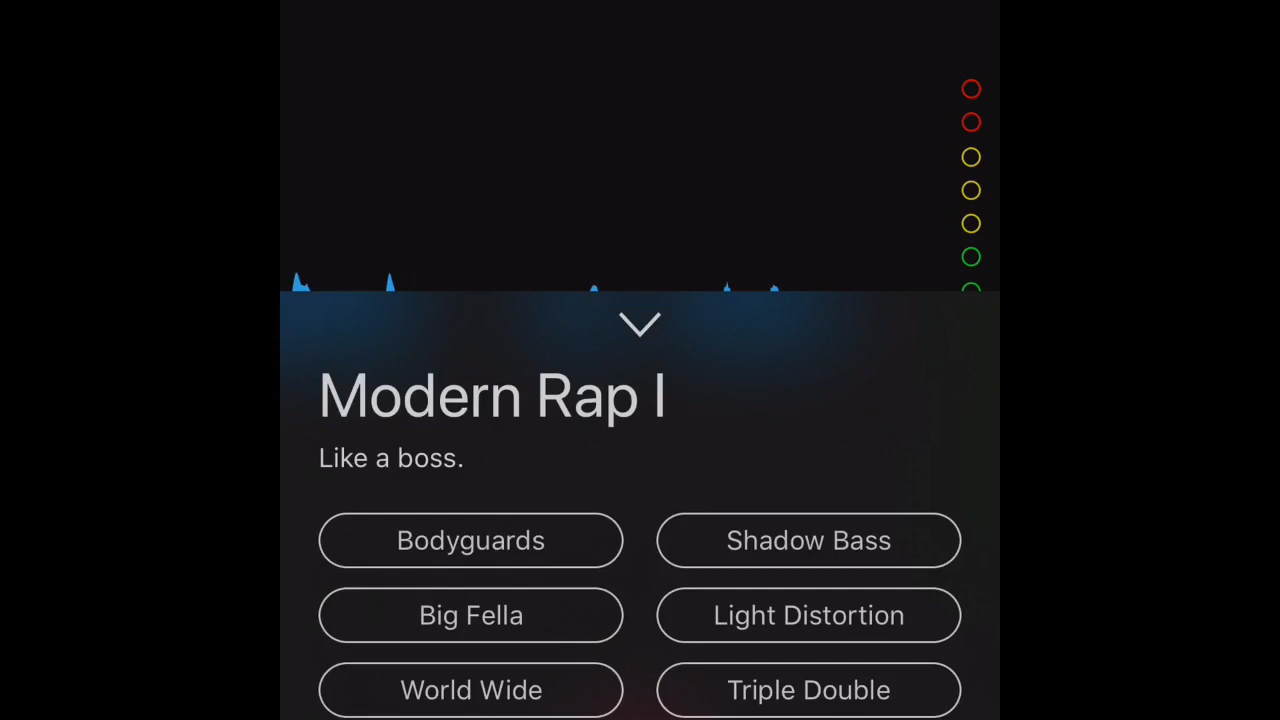 Modern Rap I
Like a boss.
Bodyguards
Shadow Bass
Big Fella
Light Distortion
World Wide
Triple Double